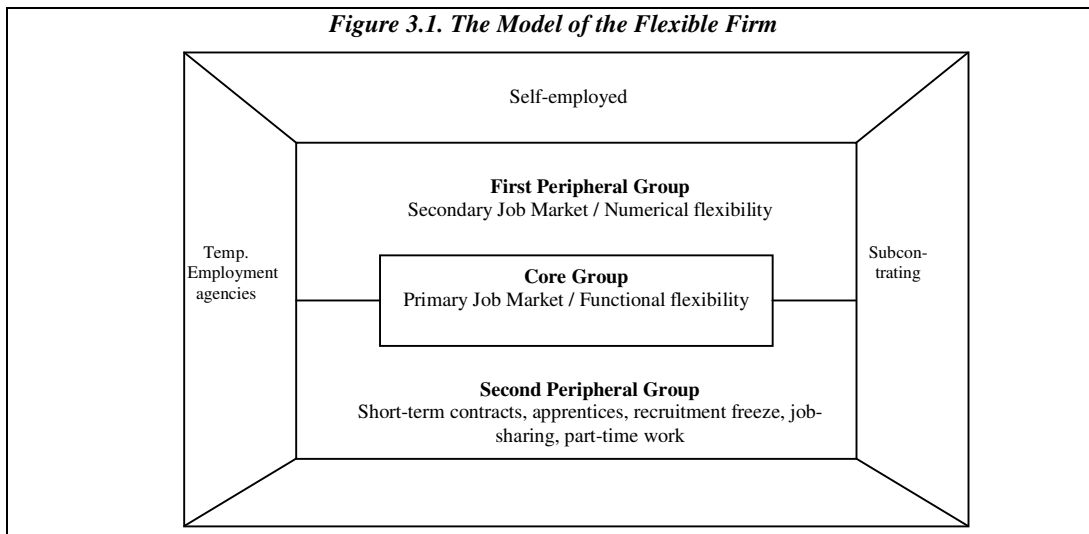 Figure 3.1. The Model of the Flexible Firm
Self-employed
First Peripheral Group
Secondary Job Market / Numerical flexibility
Temp.
Employment
agencies
Core Group
Primary Job Market / Functional flexibility
Subcon-
trating
Second Peripheral Group
Short-term contracts, apprentices, recruitment freeze, job-
sharing, part-time work